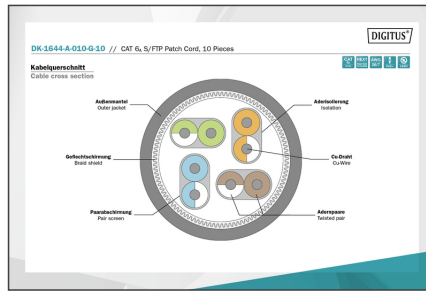 DIGITUS®
DK-1644-A-010-G-10 // CAT 6A S/FTP Patch Cord, 10 Pieces
Kabelquerschnitt
Cable cross section
Außenmantel
Outer jacket
Aderisolierung
Isolation
Geflechtschirmung
Braid shield
Cu-Draht
Cu-Wire
Paarabschirmung
Pair screen
Adernpaare
Twisted pair